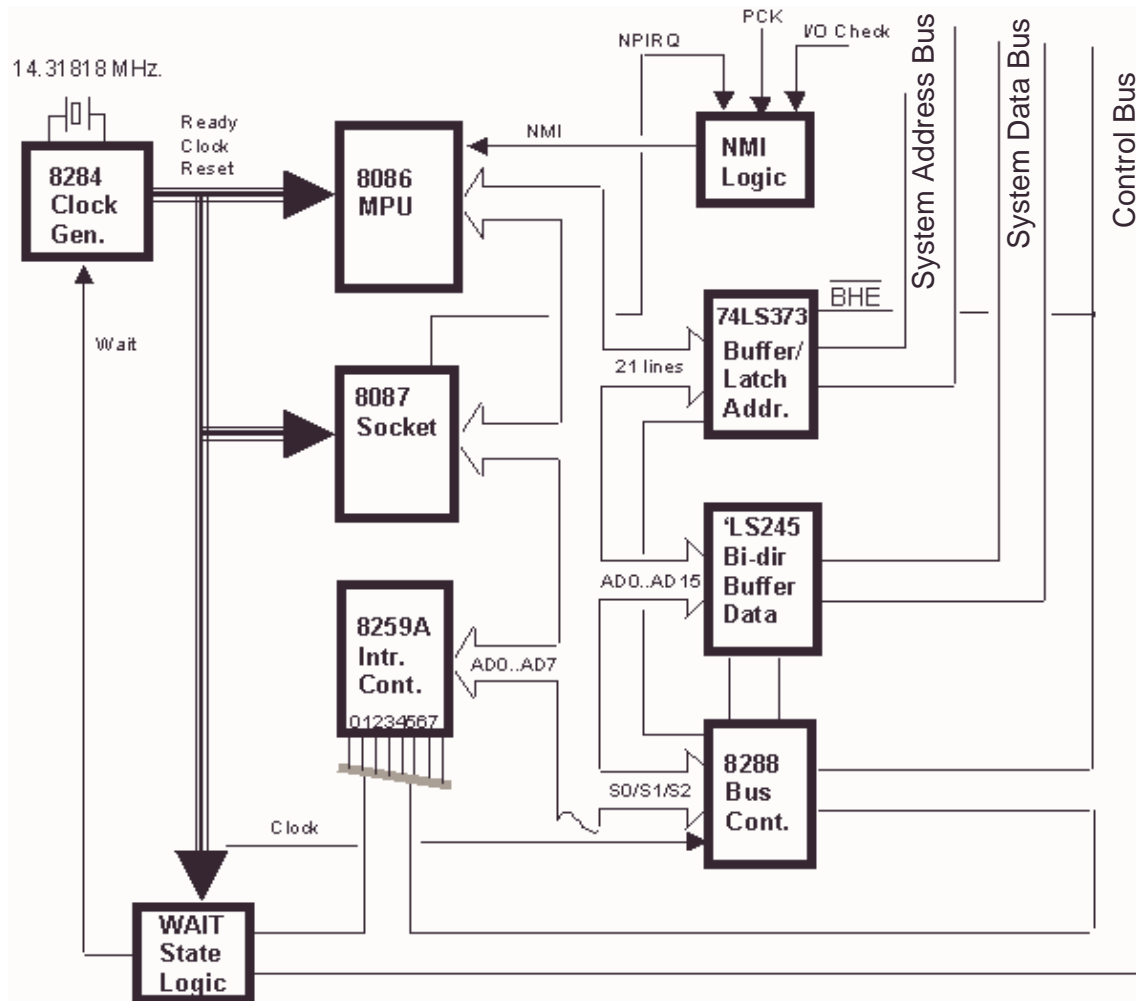 PCK
NPIRQ
I/O Check
14.31818 MHz.
Ready
Clock
Reset
NMI
8284
Clock
Gen.
8086
MPU
NMI
Logic
System Address Bus
System Data Bus
Control Bus
BHE
74LS373
Buffer/
Latch
Addr.
Wait
21 lines
8087
Socket
'LS245
Bi-dir
Buffer
Data
AD0..AD15
8259A
Intr.
Cont.
01234567
AD0..AD7
8288
Bus
Cont.
S0/S1/S2
Clock
WAIT
State
Logic